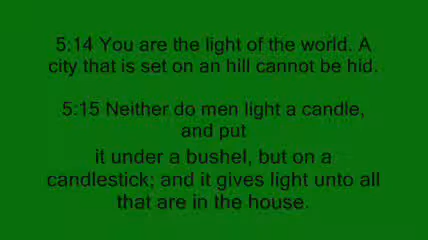 5:14 You are the light of the world. A
city that is set on an hill cannot be hid.
5:15 Neither do men light a candle,
and put
it under a bushel, but on a
candlestick; and it gives light unto all
that are in the house.